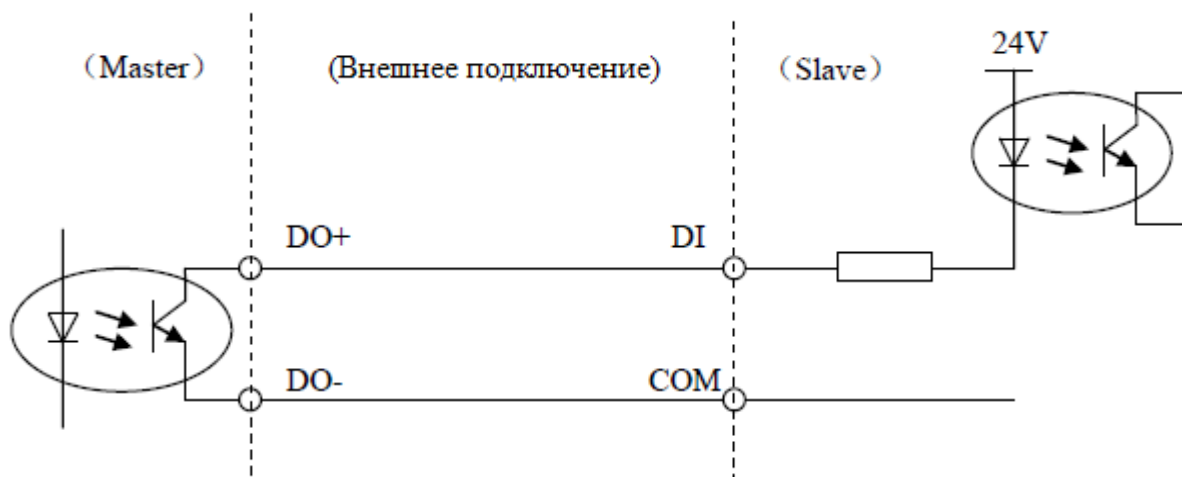 24V
（Master）
(Внешнее подключение)
（Slave）
DO+
DI
DO-
COM